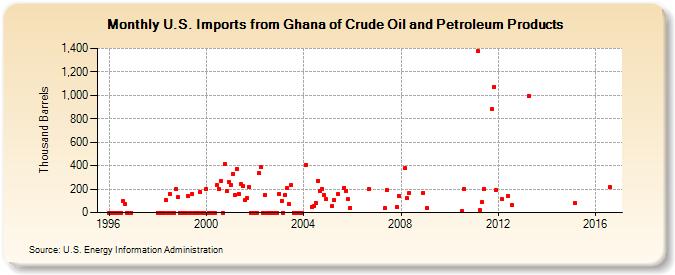 Monthly U.S. Imports from Ghana of Crude Oil and Petroleum Products
Thousand Barrels
1,400
1,200
1,000
800
600
400
200
0
1996 2000 2004 2008 2012 2016
Source: U.S. Energy Information Administration